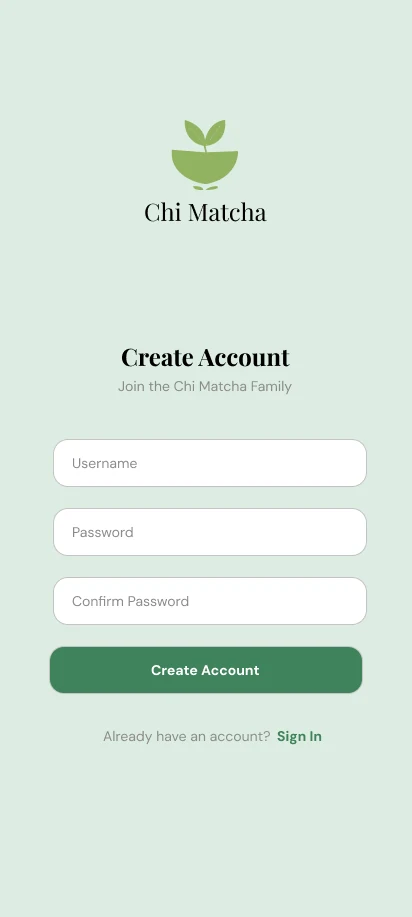 Chi Matcha
Create Account
Join the Chi Matcha Family
Username
Password
Confirm Password
Create Account
Already have an account? Sign In